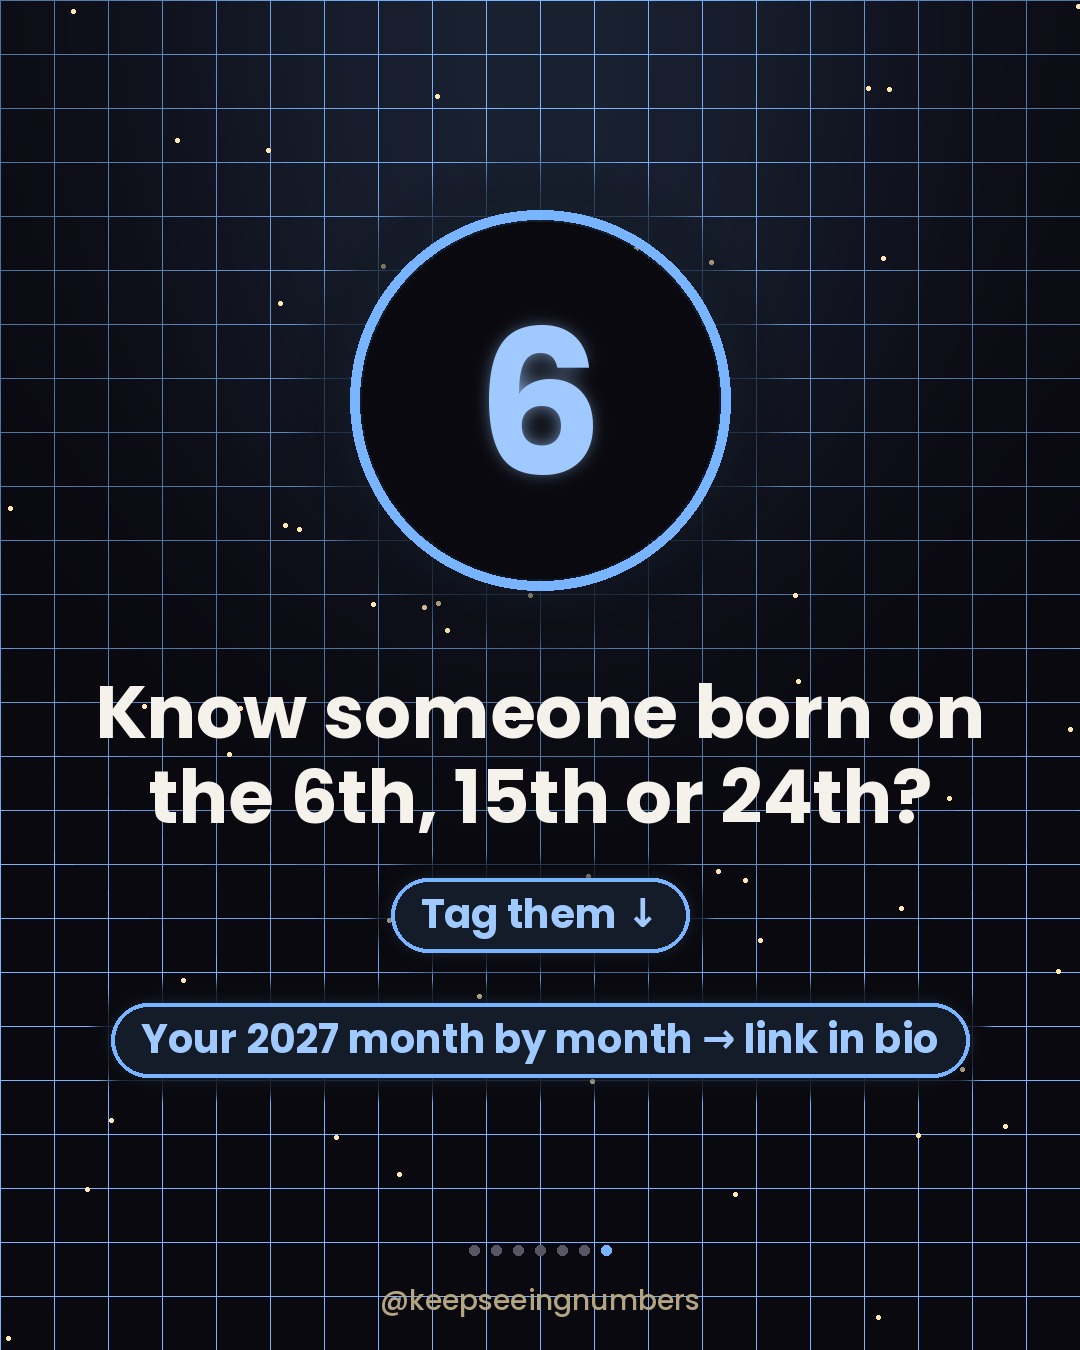 6
Know someone born on
the 6th, 15th or 24th?
Tag them ↓
Your 2027 month by month → link in bio
@keepseeingnumbers